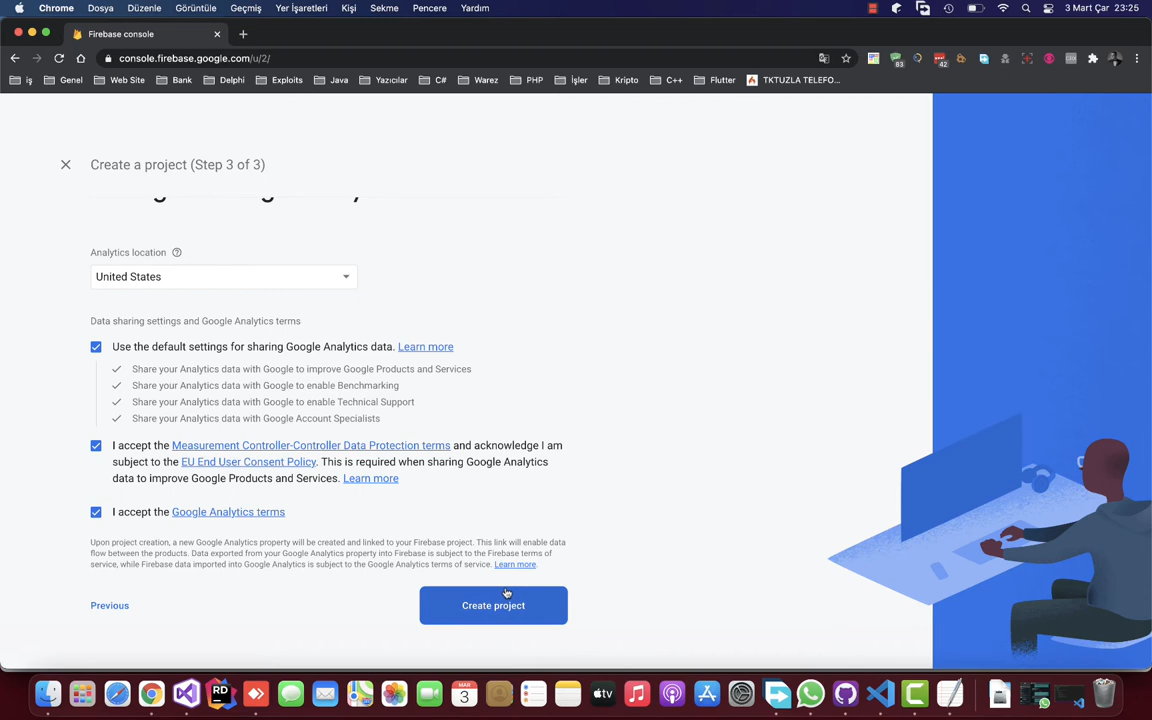 Chrome Dosya Düzenle Görüntüle Geçmiş Yer İşaretleri Kişi Sekme Pencere Yardım 3 Mart Çar 23:25
Firebase console
console.firebase.google.com/u/2/
83 42
iş Genel Web Site Bank Delphi Exploits Java Yazıcılar C# Warez PHP İşler Kripto C++ Flutter TKTUZLA TELEFO...
Create a project (Step 3 of 3)
Analytics location
United States
Data sharing settings and Google Analytics terms
Use the default settings for sharing Google Analytics data. Learn more
Share your Analytics data with Google to improve Google Products and Services
Share your Analytics data with Google to enable Benchmarking
Share your Analytics data with Google to enable Technical Support
Share your Analytics data with Google Account Specialists
I accept the Measurement Controller-Controller Data Protection terms and acknowledge I am
subject to the EU End User Consent Policy. This is required when sharing Google Analytics
data to improve Google Products and Services. Learn more
I accept the Google Analytics terms
Upon project creation, a new Google Analytics property will be created and linked to your Firebase project. This link will enable data
flow between the products. Data exported from your Google Analytics property into Firebase is subject to the Firebase terms of
service, while Firebase data imported into Google Analytics is subject to the Google Analytics terms of service. Learn more.
Previous
Create project
RD
MAR
3
tv
C